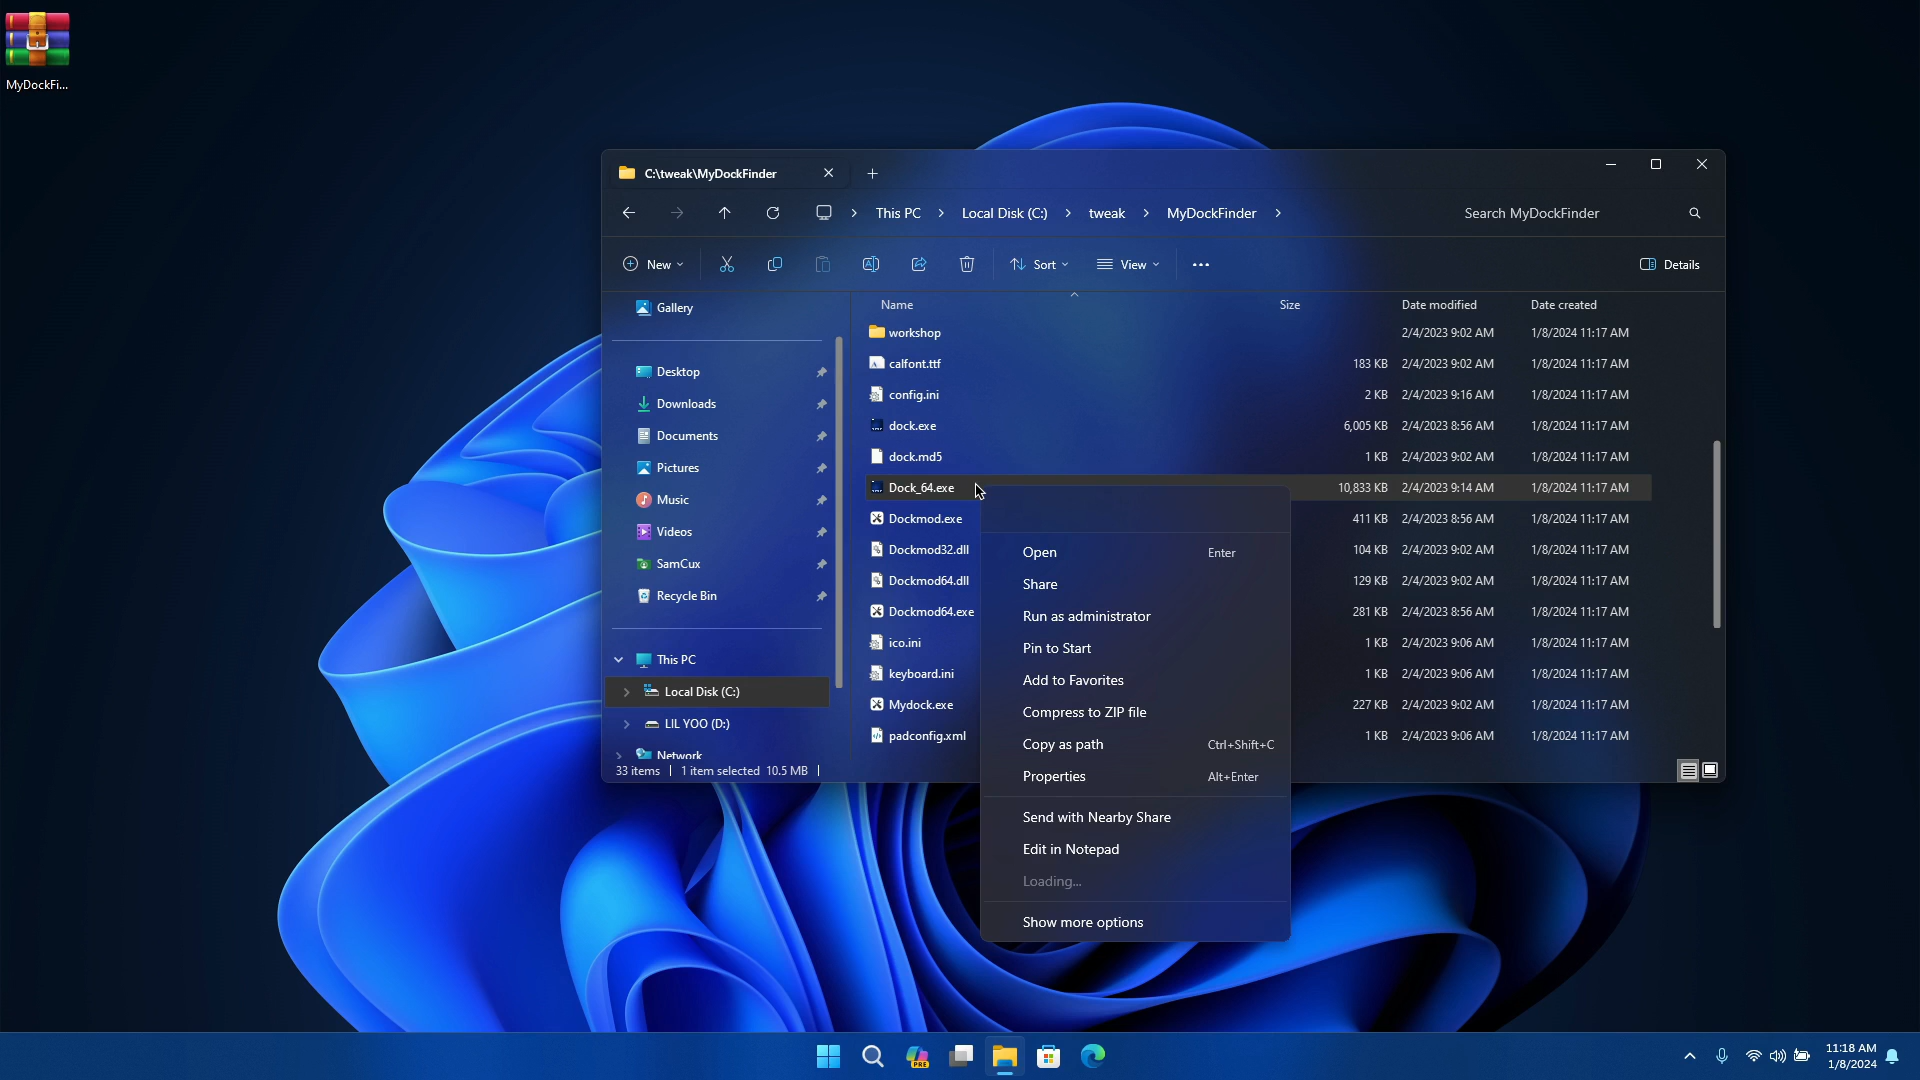 MyDockFi...
C:\tweak\MyDockFinder
This PC
Local Disk (C:)
tweak
MyDockFinder
Search MyDockFinder
New
Sort
View
Details
Gallery
Desktop
Downloads
Documents
Pictures
Music
Videos
SamCux
Recycle Bin
This PC
Local Disk (C:)
LIL YOO (D:)
Network
Name Size Date modified Date created
workshop 2/4/2023 9:02 AM 1/8/2024 11:17 AM
calfont.ttf 183 KB 2/4/2023 9:02 AM 1/8/2024 11:17 AM
config.ini 2 KB 2/4/2023 9:16 AM 1/8/2024 11:17 AM
dock.exe 6,005 KB 2/4/2023 8:56 AM 1/8/2024 11:17 AM
dock.md5 1 KB 2/4/2023 9:02 AM 1/8/2024 11:17 AM
Dock_64.exe 10,833 KB 2/4/2023 9:14 AM 1/8/2024 11:17 AM
Dockmod.exe 411 KB 2/4/2023 8:56 AM 1/8/2024 11:17 AM
Dockmod32.dll 104 KB 2/4/2023 9:02 AM 1/8/2024 11:17 AM
Dockmod64.dll 129 KB 2/4/2023 9:02 AM 1/8/2024 11:17 AM
Dockmod64.exe 281 KB 2/4/2023 8:56 AM 1/8/2024 11:17 AM
ico.ini 1 KB 2/4/2023 9:06 AM 1/8/2024 11:17 AM
keyboard.ini 1 KB 2/4/2023 9:06 AM 1/8/2024 11:17 AM
Mydock.exe 227 KB 2/4/2023 9:02 AM 1/8/2024 11:17 AM
padconfig.xml 1 KB 2/4/2023 9:06 AM 1/8/2024 11:17 AM
33 items 1 item selected 10.5 MB
Open Enter
Share
Run as administrator
Pin to Start
Add to Favorites
Compress to ZIP file
Copy as path Ctrl+Shift+C
Properties Alt+Enter
Send with Nearby Share
Edit in Notepad
Loading...
Show more options
PRE
11:18 AM
1/8/2024